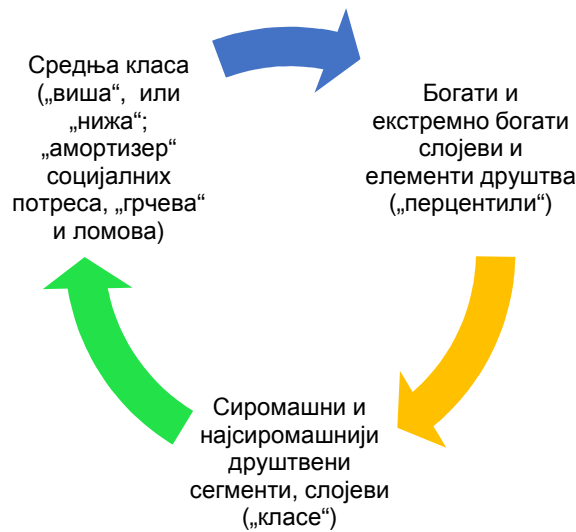 Средња класа
(„виша“, или
„нижа“;
„амортизер“
социјалних
потреса, „грчева“
и ломова)
Богати и
екстремно богати
слојеви и
елементи друштва
(„перцентили“)
Сиромашни и
најсиромашнији
друштвени
сегменти, слојеви
(„класе“)